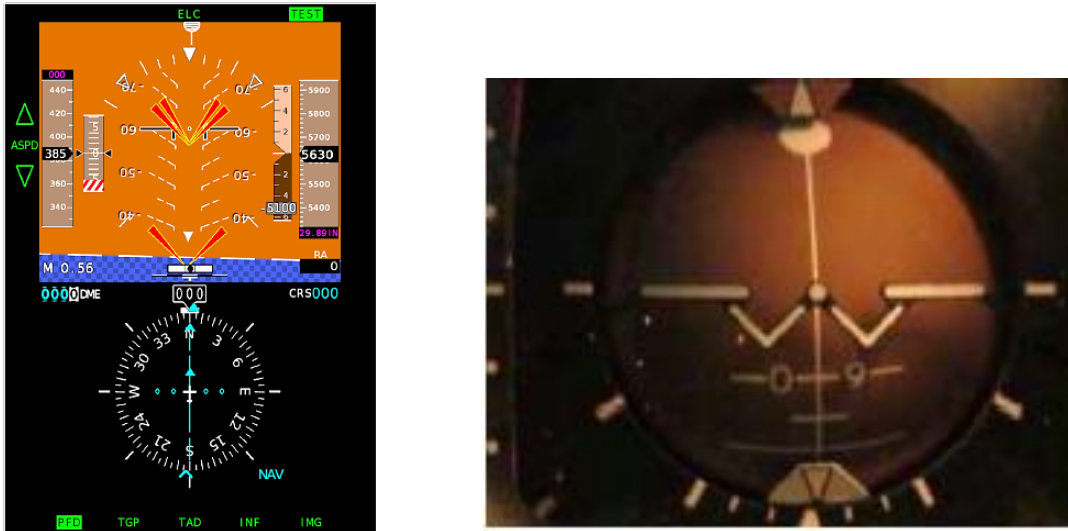 ELC TEST
000
440 70 70 6 5900
420 4 5800
400 60 60 2 5700
ASPD 385 5630
360 50 50 2 5500
340 4 5400
40 40 5100 6
29.89IN
RA
M 0.56 0
0000DME 000 CRS000
N 3 6 E 12 15 S 21 24 W 30 33
NAV
PFD TGP TAD INF IMG
0 9